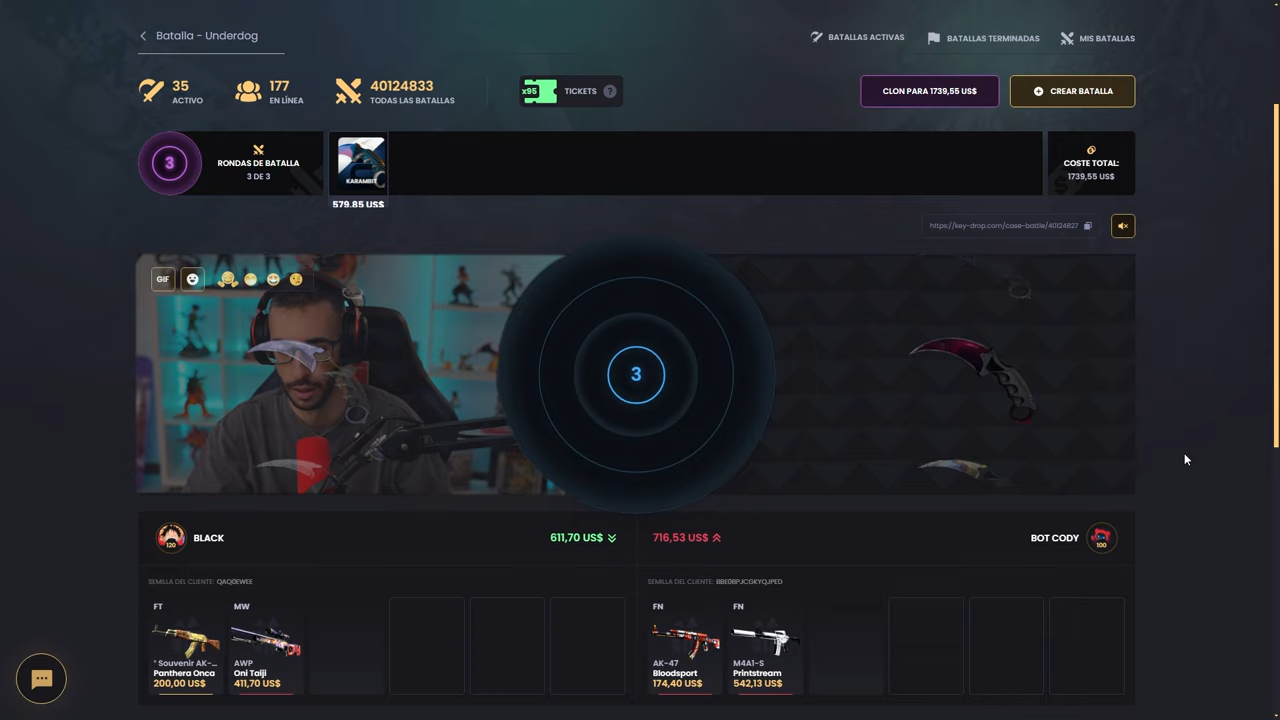 Batalla - Underdog
BATALLAS ACTIVAS
BATALLAS TERMINADAS
MIS BATALLAS
35
ACTIVO
177
EN LÍNEA
40124833
TODAS LAS BATALLAS
x95
TICKETS
?
CLON PARA 1739,55 US$
CREAR BATALLA
3
RONDAS DE BATALLA
3 DE 3
KARAMBIT
579,85 US$
COSTE TOTAL:
1739,55 US$
https://key-drop.com/case-battle/40124827
GIF
3
120
BLACK
611,70 US$
716,53 US$
BOT CODY
100
SEMILLA DEL CLIENTE: QAQ0EWEE
SEMILLA DEL CLIENTE: BBE0BPJCGKYQJPED
FT
MW
FN
FN
* Souvenir AK-...
Panthera Onca
200,00 US$
AWP
Oni Taiji
411,70 US$
AK-47
Bloodsport
174,40 US$
M4A1-S
Printstream
542,13 US$